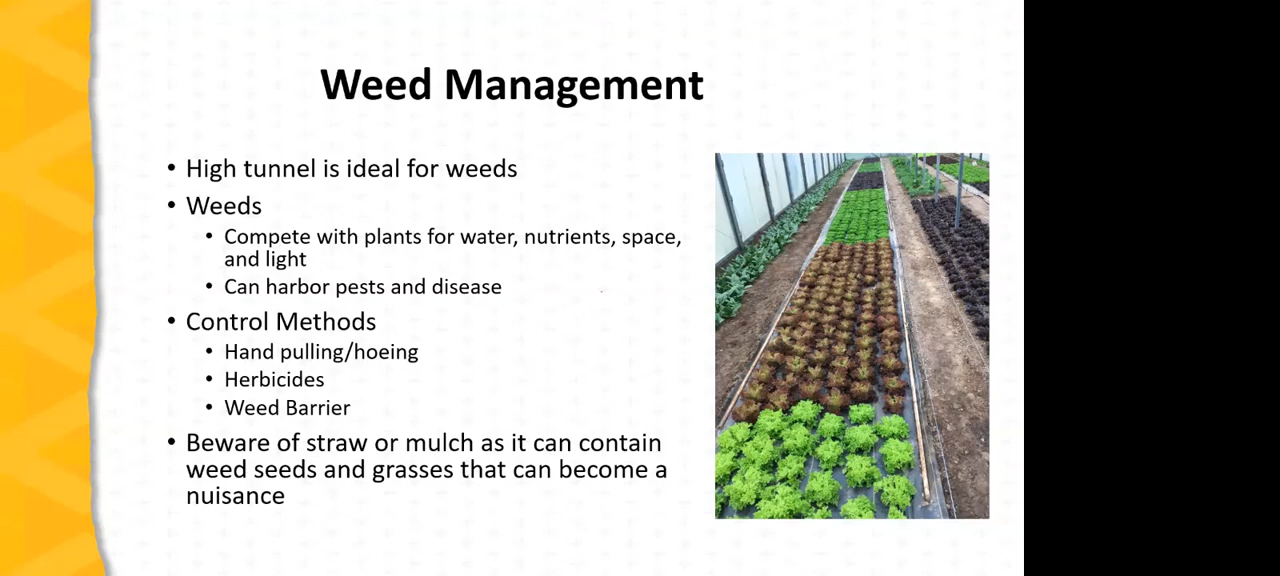 Weed Management
• High tunnel is ideal for weeds
• Weeds
• Compete with plants for water, nutrients, space,
and light
• Can harbor pests and disease
• Control Methods
• Hand pulling/hoeing
• Herbicides
• Weed Barrier
• Beware of straw or mulch as it can contain
weed seeds and grasses that can become a
nuisance